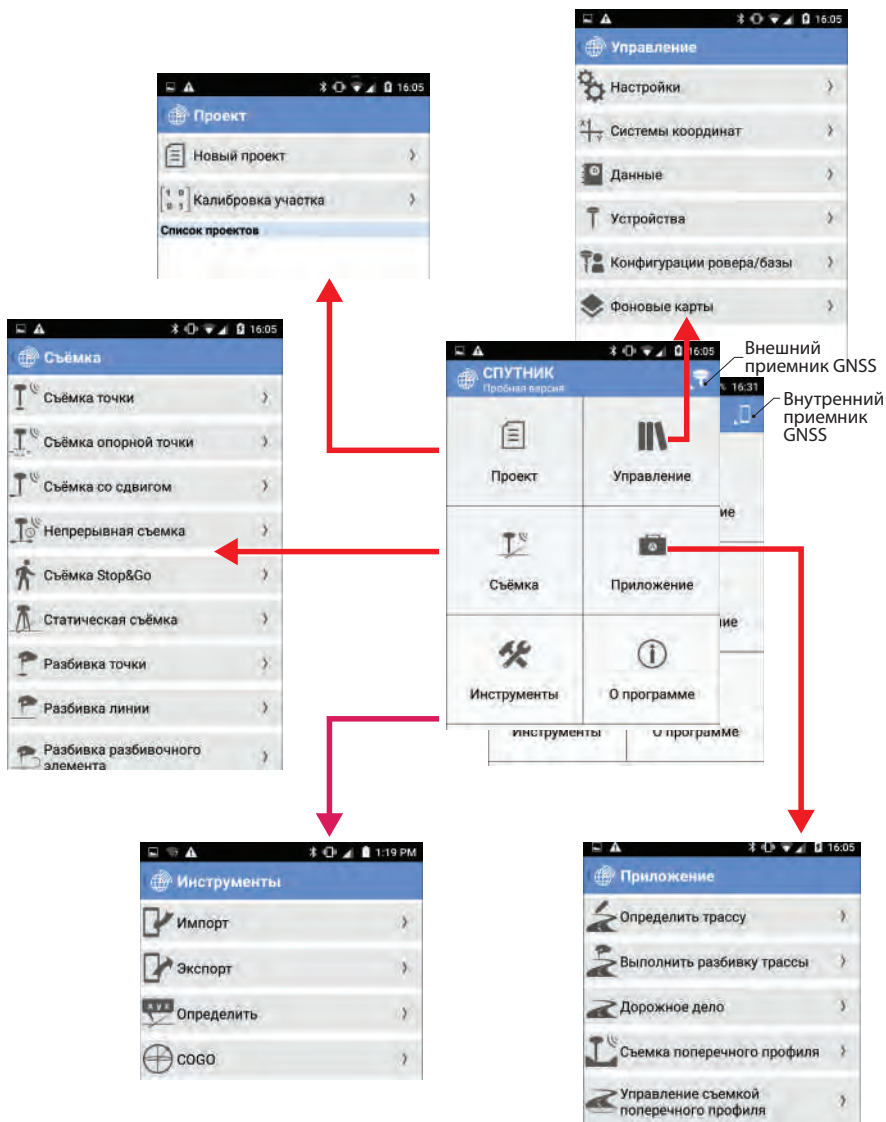 16:05
Управление
Настройки
Системы координат
Данные
Устройства
Конфигурации ровера/базы
Фоновые карты
16:05
Проект
Новый проект
Калибровка участка
Список проектов
16:05
Съёмка
Съёмка точки
Съёмка опорной точки
Съёмка со сдвигом
Непрерывная съемка
Съёмка Stop&Go
Статическая съёмка
Разбивка точки
Разбивка линии
Разбивка разбивочного
элемента
16:05
СПУТНИК
Пробная версия
Проект
Управление
Съёмка
Приложение
Инструменты
О программе
Внешний
приемник GNSS
16:31
Внутренний
приемник
GNSS
ие
ие
Инструменты
О программе
1:19 PM
Инструменты
Импорт
Экспорт
Определить
COGO
16:05
Приложение
Определить трассу
Выполнить разбивку трассы
Дорожное дело
Съемка поперечного профиля
Управление съемкой
поперечного профиля